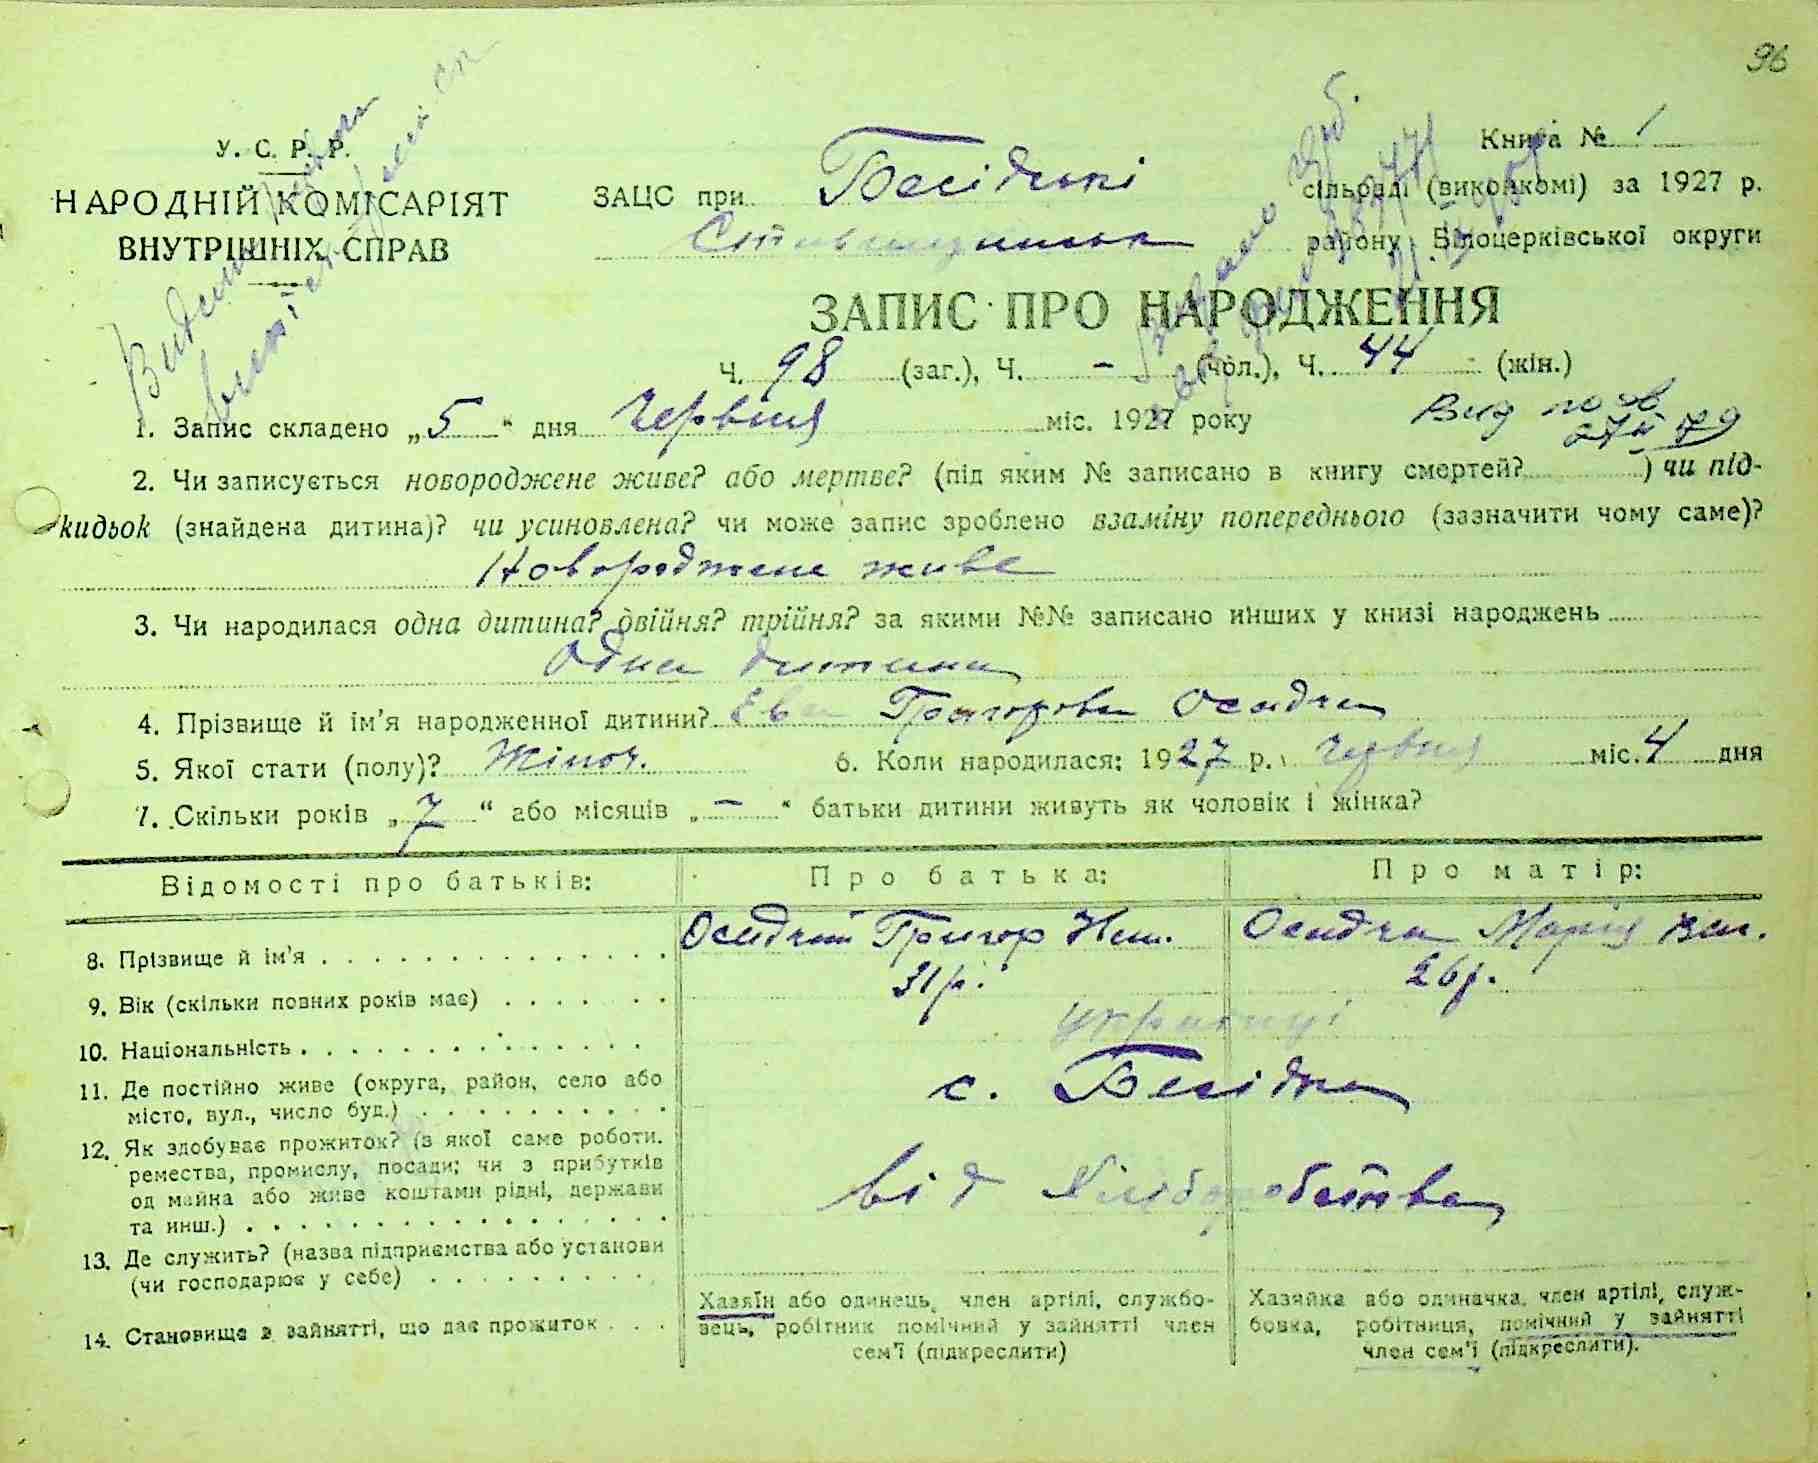 96
У. С. Р. Р.
НАРОДНІЙ КОМІСАРІЯТ
ВНУТРІШНІХ СПРАВ
Книга № 1
ЗАЦС при Бесідській сільраді (виконкомі) за 1927 р.
району Білоцерківської округи
ЗАПИС ПРО НАРОДЖЕННЯ
Ч. 98 (заг.), Ч. – (чол.), Ч. 44 (жін.)
1. Запис складено „5“ дня Червня міс. 1927 року
2. Чи записується новороджене живе? або мертве? (під яким № записано в книгу смертей? ) чи під-
кидьок (знайдена дитина)? чи усиновлена? чи може запис зроблено взаміну попереднього (зазначити чому саме)?
Новороджене живе
3. Чи народилася одна дитина? двійня? трійня? за якими №№ записано инших у книзі народжень
Одна дитина
4. Прізвище й ім'я народженної дитини? Ева Григорова Осадча
5. Якої стати (полу)? Жіноч. 6. Коли народилася: 1927 р. Червня міс. 4 дня
7. Скільки років „7“ або місяців „–“ батьки дитини живуть як чоловік і жінка?
Відомості про батьків: Про батька: Про матір:
8. Прізвище й ім'я Осадчий Григор Осадча Марія
9. Вік (скільки повних років має) 31 р. 26 р.
10. Національність українці
11. Де постійно живе (округа, район, село або
місто, вул., число буд.) с. Бесідка
12. Як здобуває прожиток? (з якої саме роботи.
ремества, промислу, посади; чи з прибутків
од майна або живе коштами рідні, держави
та инш.) від Хліборобства
13. Де служить? (назва підприємства або установи
(чи господарює у себе)
14. Становище в зайнятті, що дає прожиток
Хазяїн або одинець, член артілі, службо-
вець, робітник помічний у зайнятті член
сем'ї (підкреслити)
Хазяйка або одиначка, член артілі, служ-
бовка, робітниця, помічний у зайнятті
член сем'ї (підкреслити).